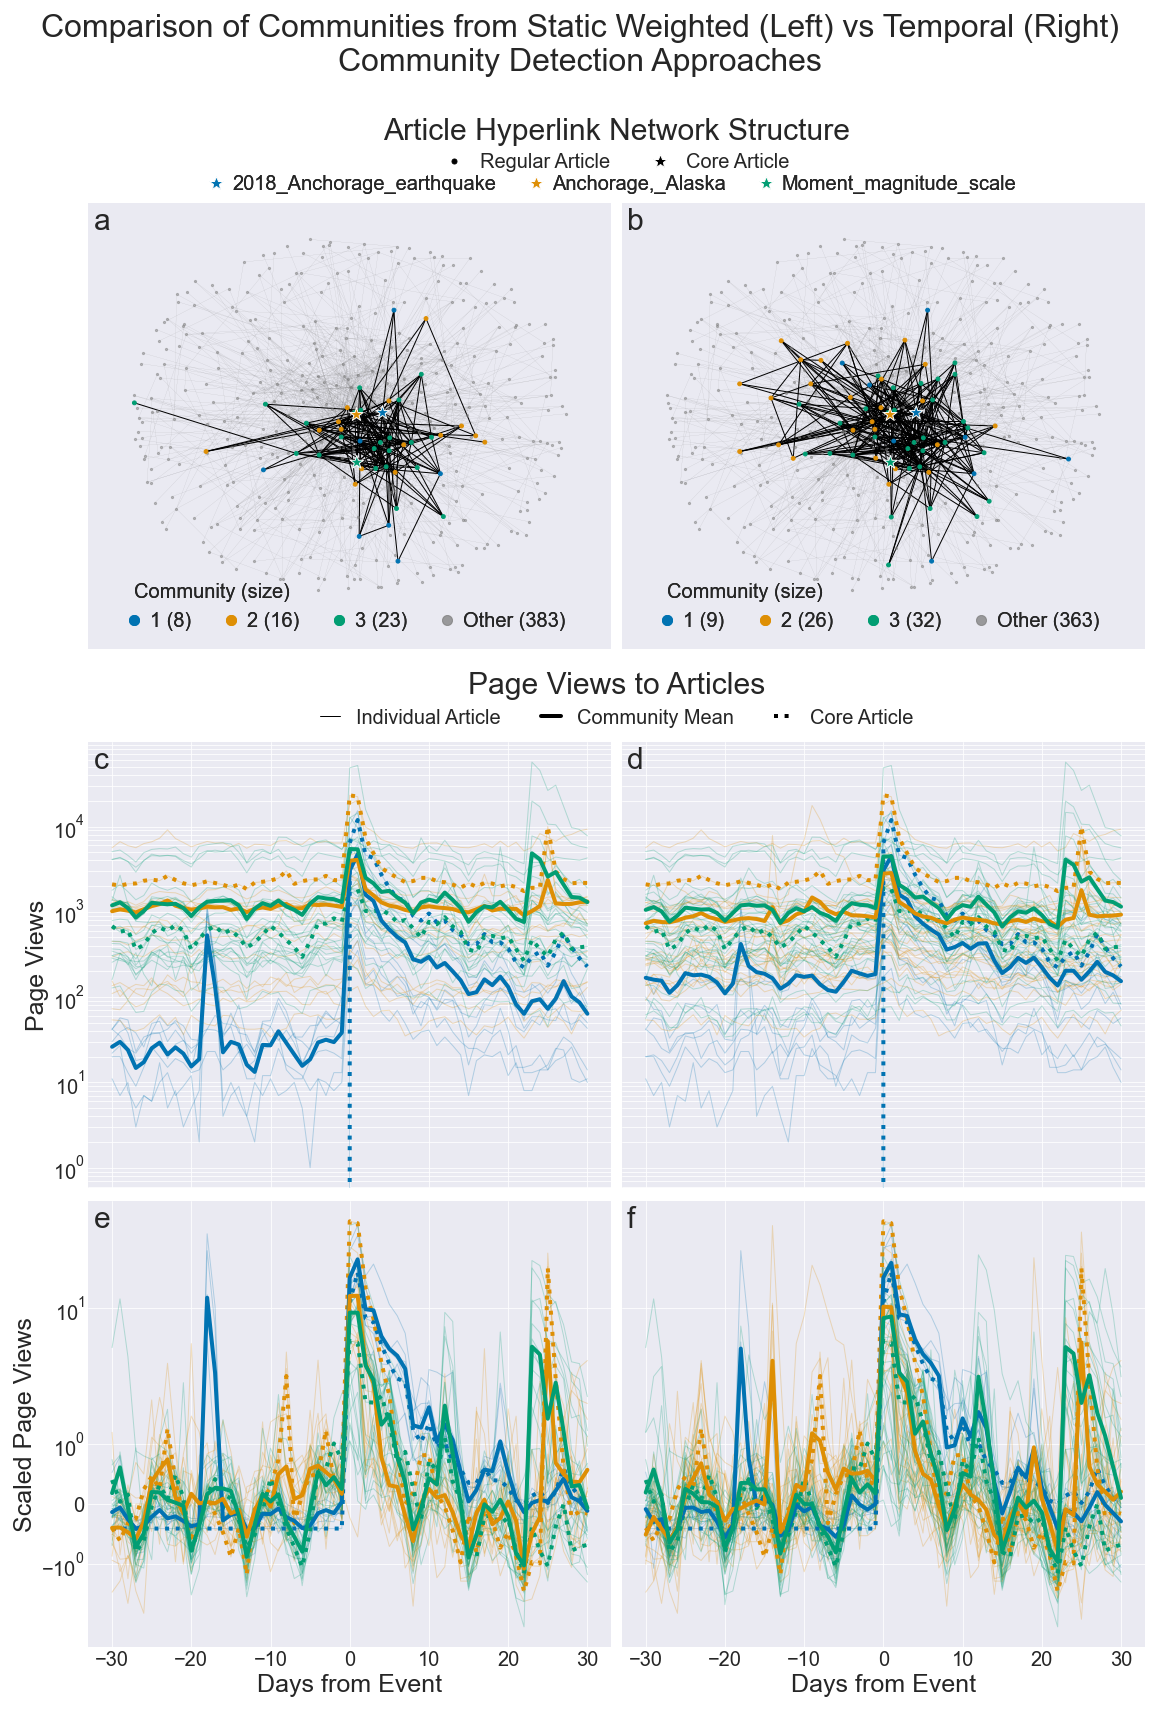 Comparison of Communities from Static Weighted (Left) vs Temporal (Right)
Community Detection Approaches
Article Hyperlink Network Structure
Regular Article Core Article
2018_Anchorage_earthquake Anchorage,_Alaska Moment_magnitude_scale
a b
Community (size) Community (size)
1 (8) 2 (16) 3 (23) Other (383) 1 (9) 2 (26) 3 (32) Other (363)
Page Views to Articles
Individual Article Community Mean Core Article
c d
10^4
10^3
Page Views
10^2
10^1
10^0
e f
10^1
10^0
Scaled Page Views
0
−10^0
−30 −20 −10 0 10 20 30 −30 −20 −10 0 10 20 30
Days from Event Days from Event